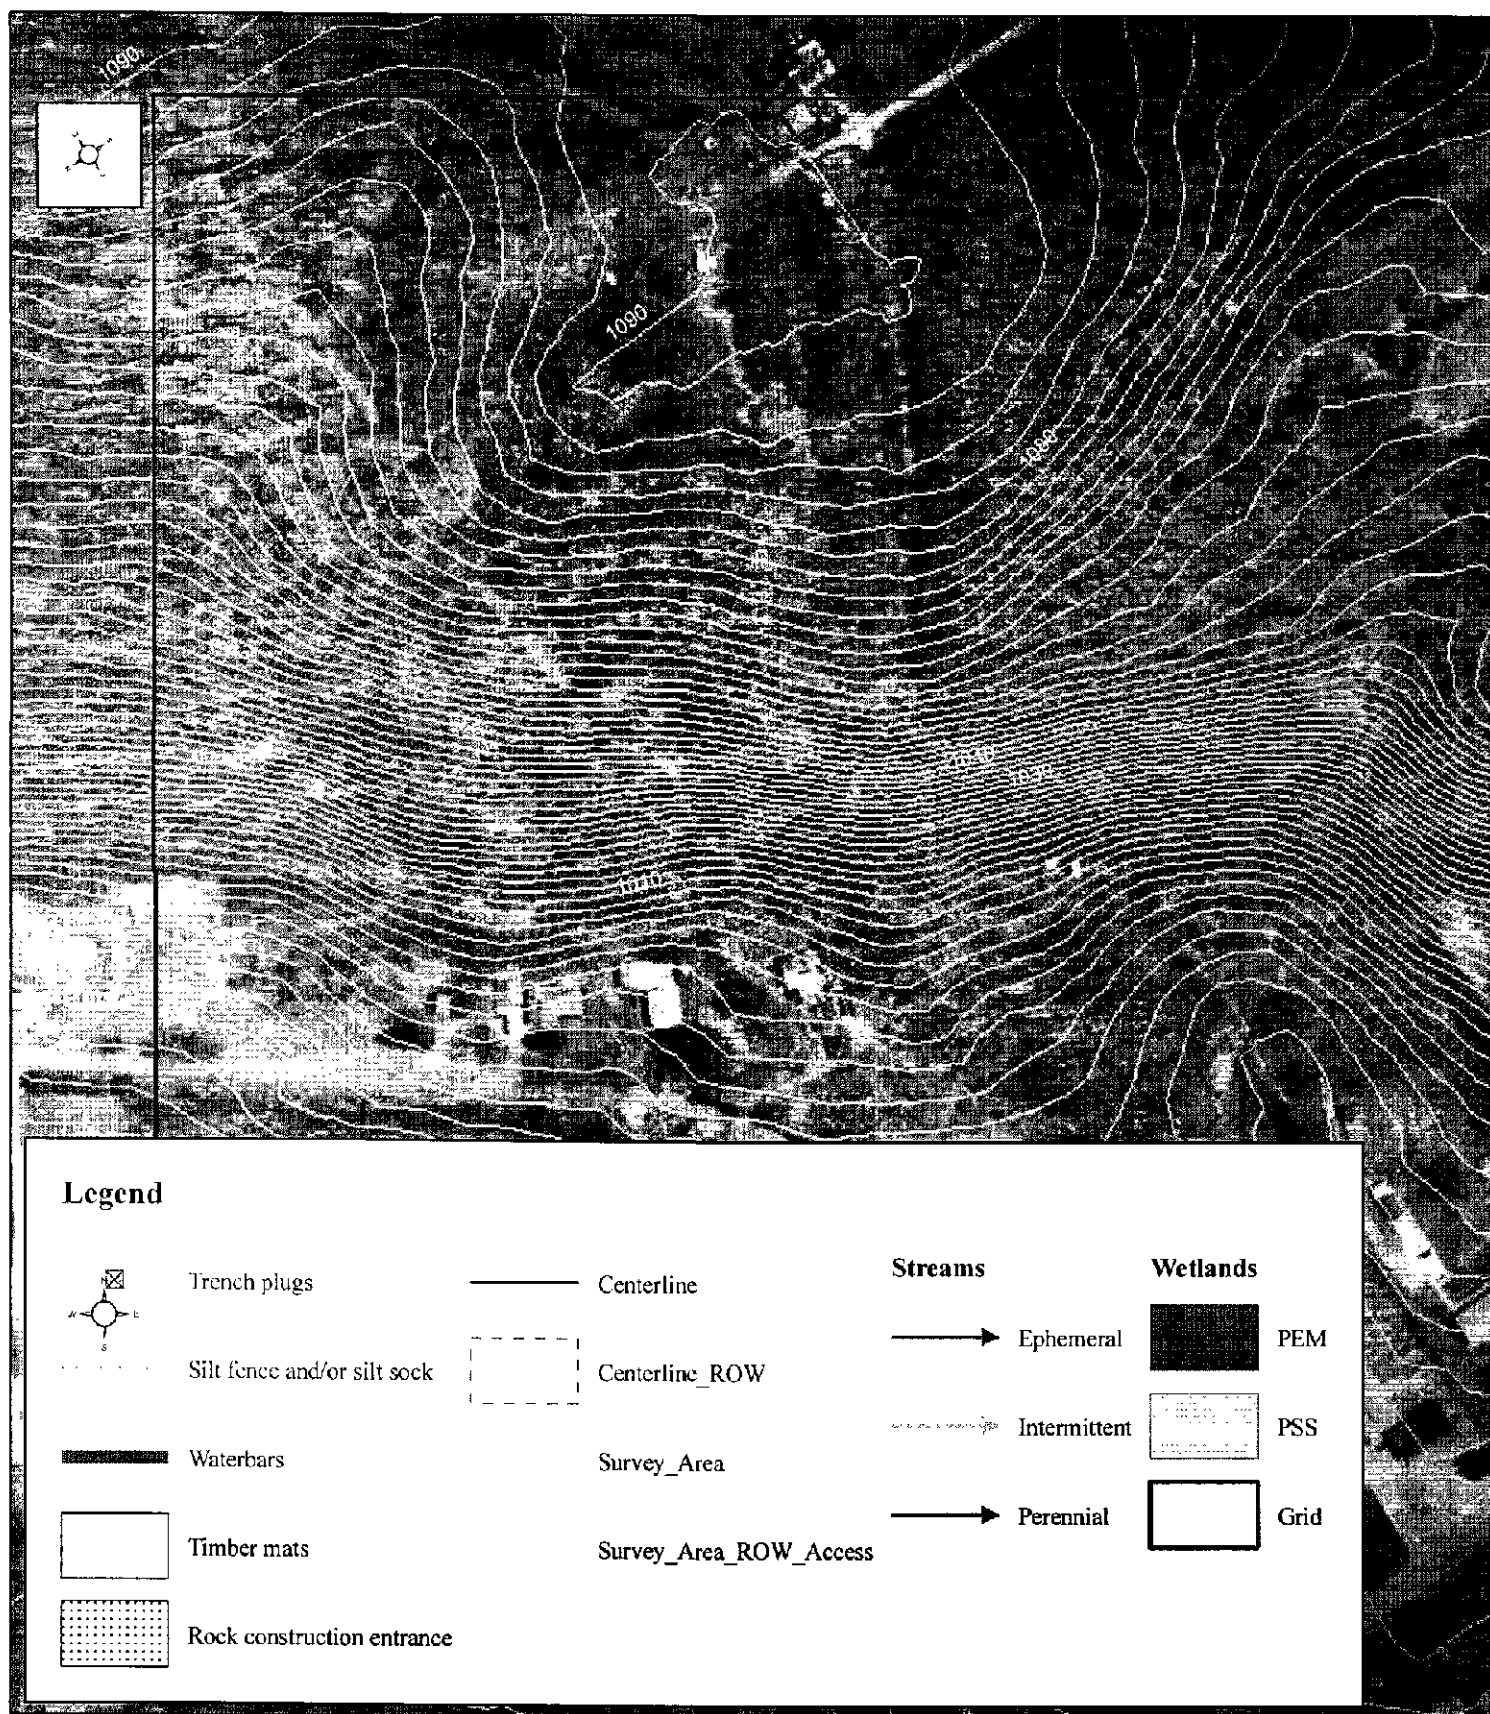 1090
1090
1080
1010
Legend
Trench plugs
N
W E
S
Silt fence and/or silt sock
Waterbars
Timber mats
Rock construction entrance
Centerline
Centerline_ROW
Survey_Area
Survey_Area_ROW_Access
Streams
Ephemeral
Intermittent
Perennial
Wetlands
PEM
PSS
Grid